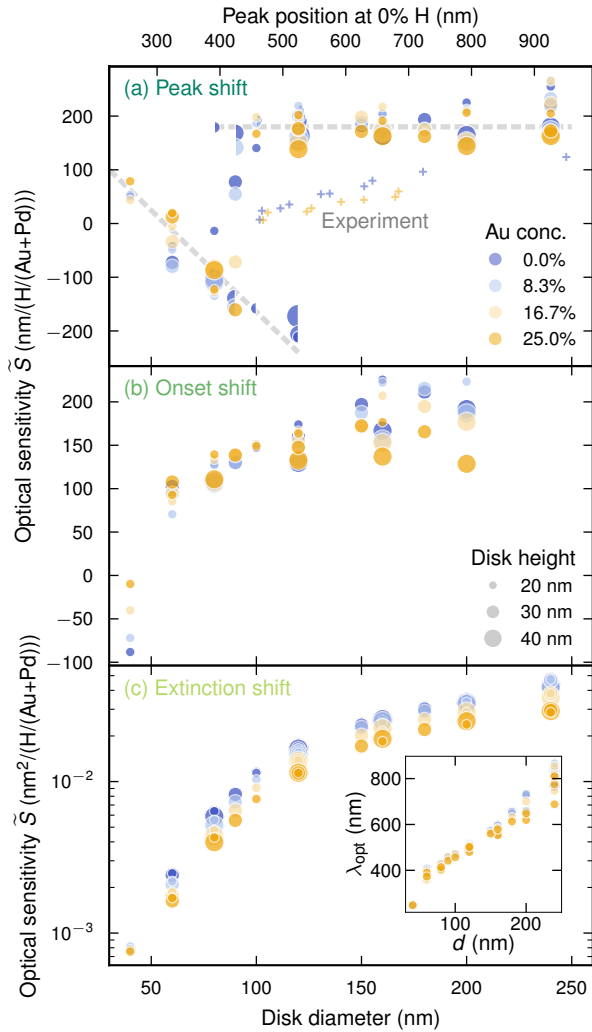 Peak position at 0% H (nm)
300 400 500 600 700 800 900
(a) Peak shift
200
100
0
−100
−200
Experiment
Au conc.
0.0%
8.3%
16.7%
25.0%
Optical sensitivity S̃ (nm/(H/(Au+Pd)))
(b) Onset shift
200
150
100
50
0
−50
−100
Disk height
20 nm
30 nm
40 nm
(c) Extinction shift
10⁻²
10⁻³
Optical sensitivity S̃ (nm²/(H/(Au+Pd)))
800
600
400
λopt (nm)
100 200
d (nm)
50 100 150 200 250
Disk diameter (nm)